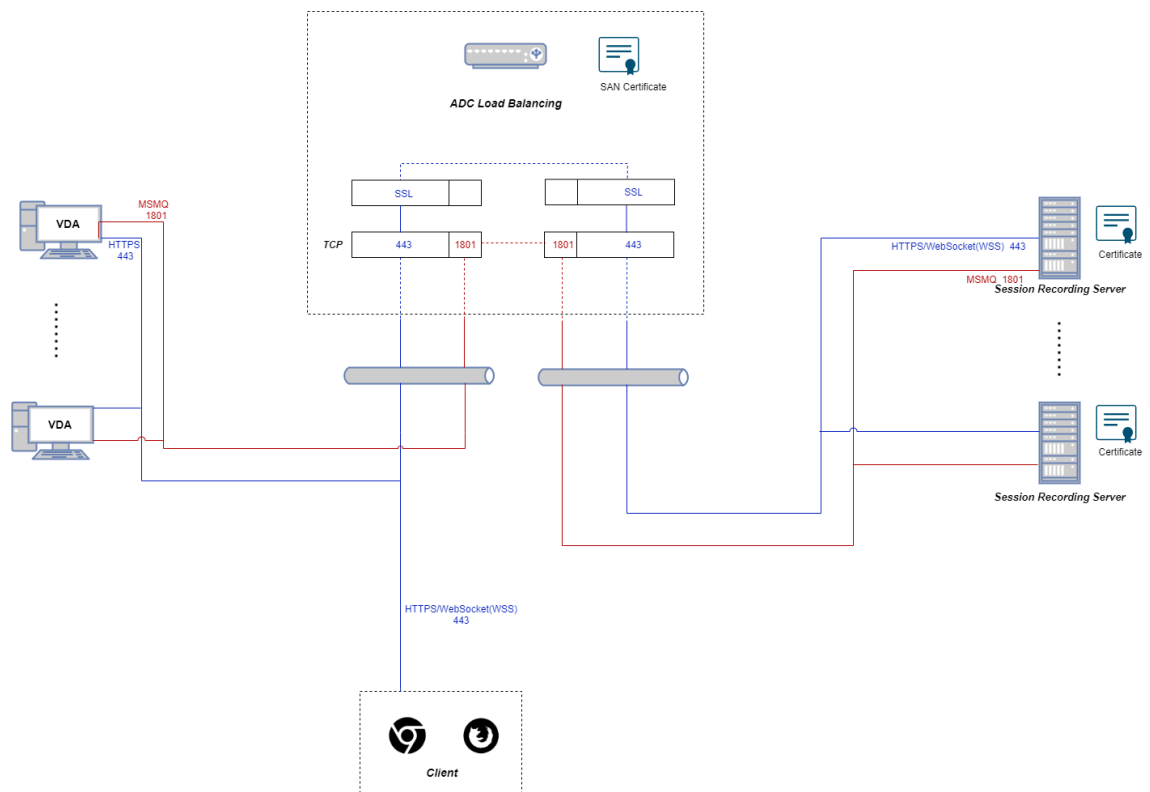 SAN Certificate
ADC Load Balancing
SSL
SSL
TCP
443
1801
1801
443
MSMQ
1801
VDA
HTTPS
443
VDA
HTTPS/WebSocket(WSS) 443
Certificate
MSMQ 1801
Session Recording Server
Certificate
Session Recording Server
HTTPS/WebSocket(WSS)
443
Client